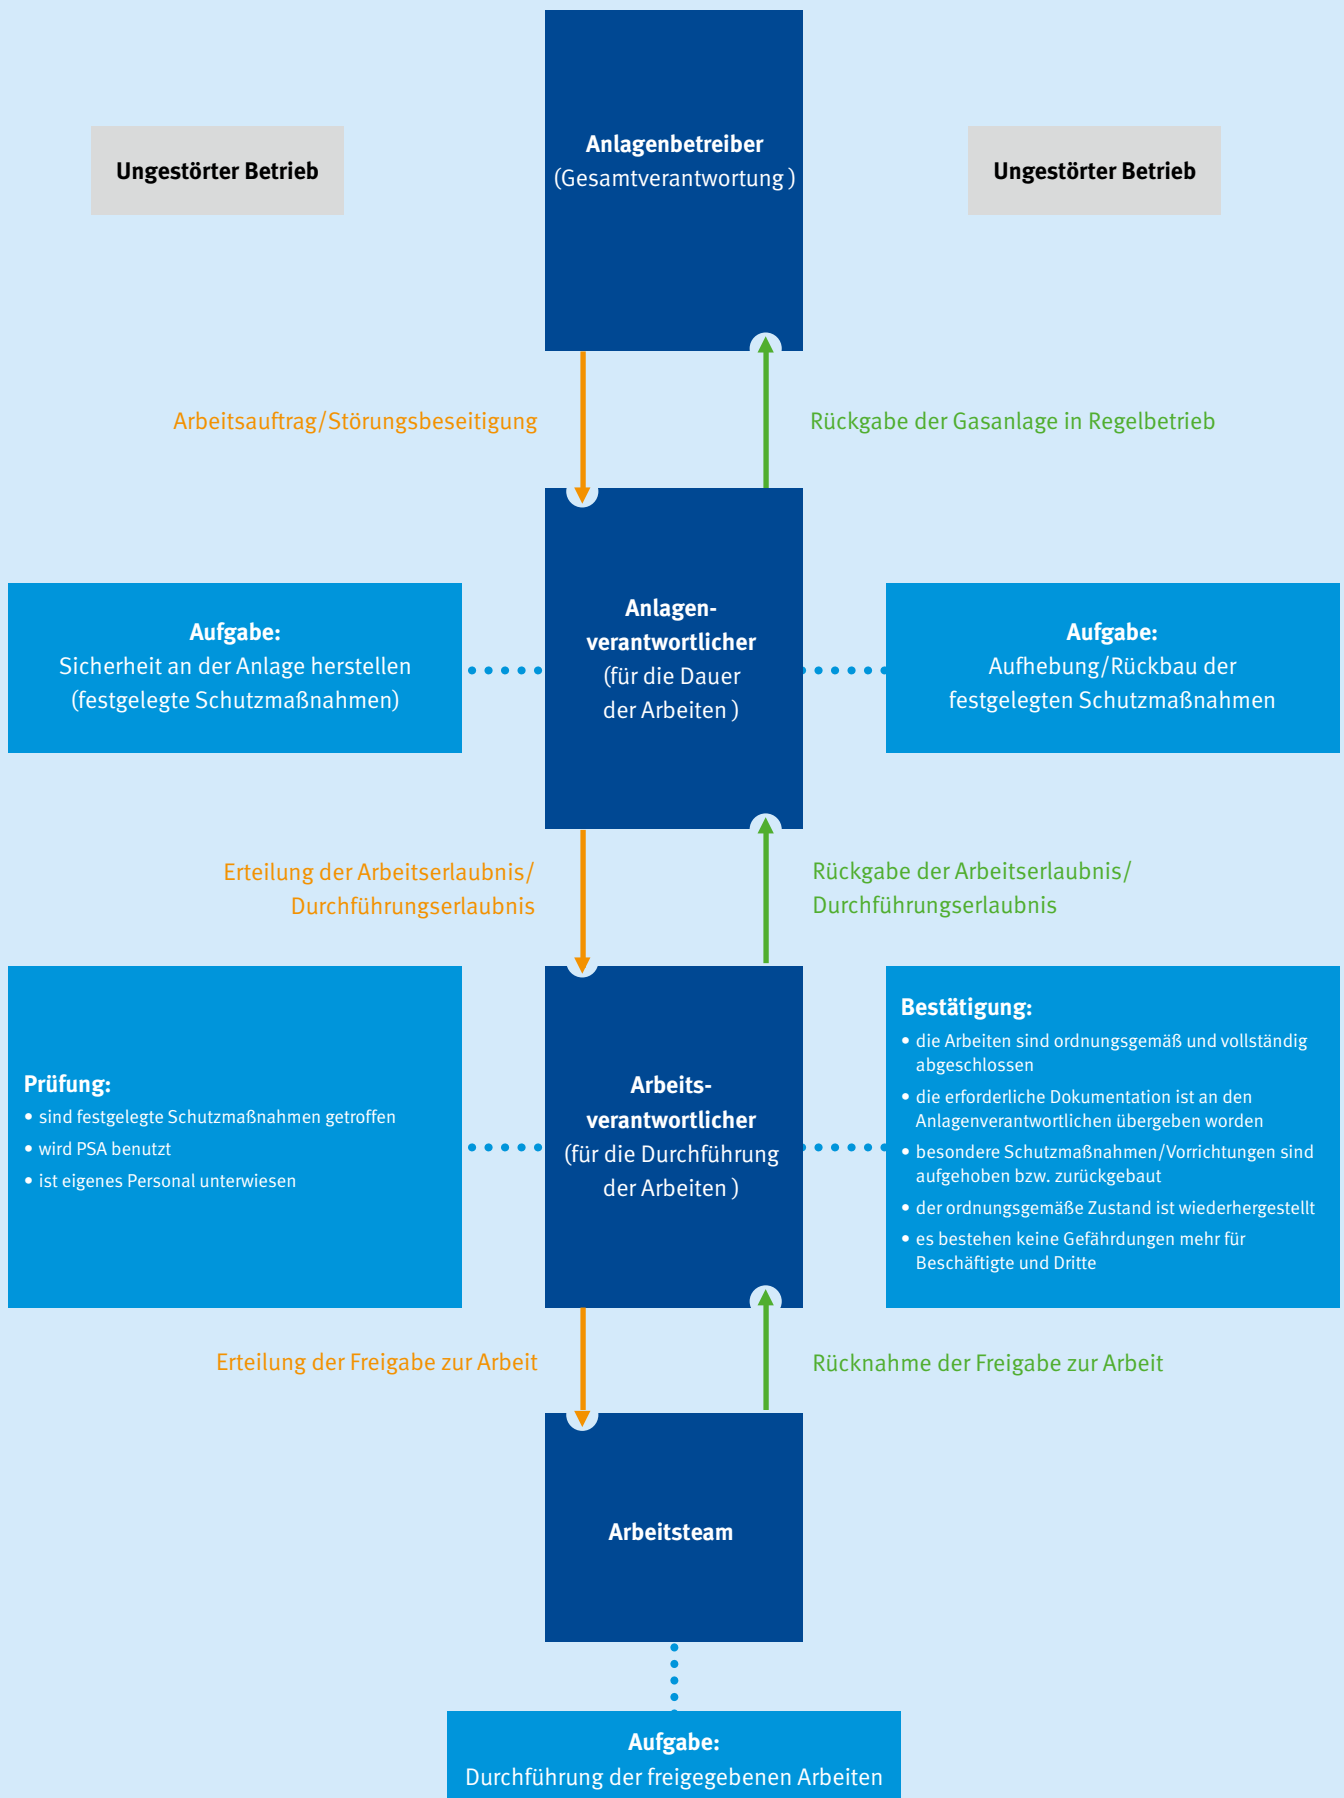 Anlagenbetreiber
(Gesamtverantwortung )
Ungestörter Betrieb
Ungestörter Betrieb
Arbeitsauftrag/Störungsbeseitigung
Rückgabe der Gasanlage in Regelbetrieb
Aufgabe:
Sicherheit an der Anlage herstellen
(festgelegte Schutzmaßnahmen)
Anlagen-
verantwortlicher
(für die Dauer
der Arbeiten )
Aufgabe:
Aufhebung/Rückbau der
festgelegten Schutzmaßnahmen
Erteilung der Arbeitserlaubnis/
Durchführungserlaubnis
Rückgabe der Arbeitserlaubnis/
Durchführungserlaubnis
Prüfung:
• sind festgelegte Schutzmaßnahmen getroffen
• wird PSA benutzt
• ist eigenes Personal unterwiesen
Arbeits-
verantwortlicher
(für die Durchführung
der Arbeiten )
Bestätigung:
• die Arbeiten sind ordnungsgemäß und vollständig
abgeschlossen
• die erforderliche Dokumentation ist an den
Anlagenverantwortlichen übergeben worden
• besondere Schutzmaßnahmen/Vorrichtungen sind
aufgehoben bzw. zurückgebaut
• der ordnungsgemäße Zustand ist wiederhergestellt
• es bestehen keine Gefährdungen mehr für
Beschäftigte und Dritte
Erteilung der Freigabe zur Arbeit
Rücknahme der Freigabe zur Arbeit
Arbeitsteam
Aufgabe:
Durchführung der freigegebenen Arbeiten